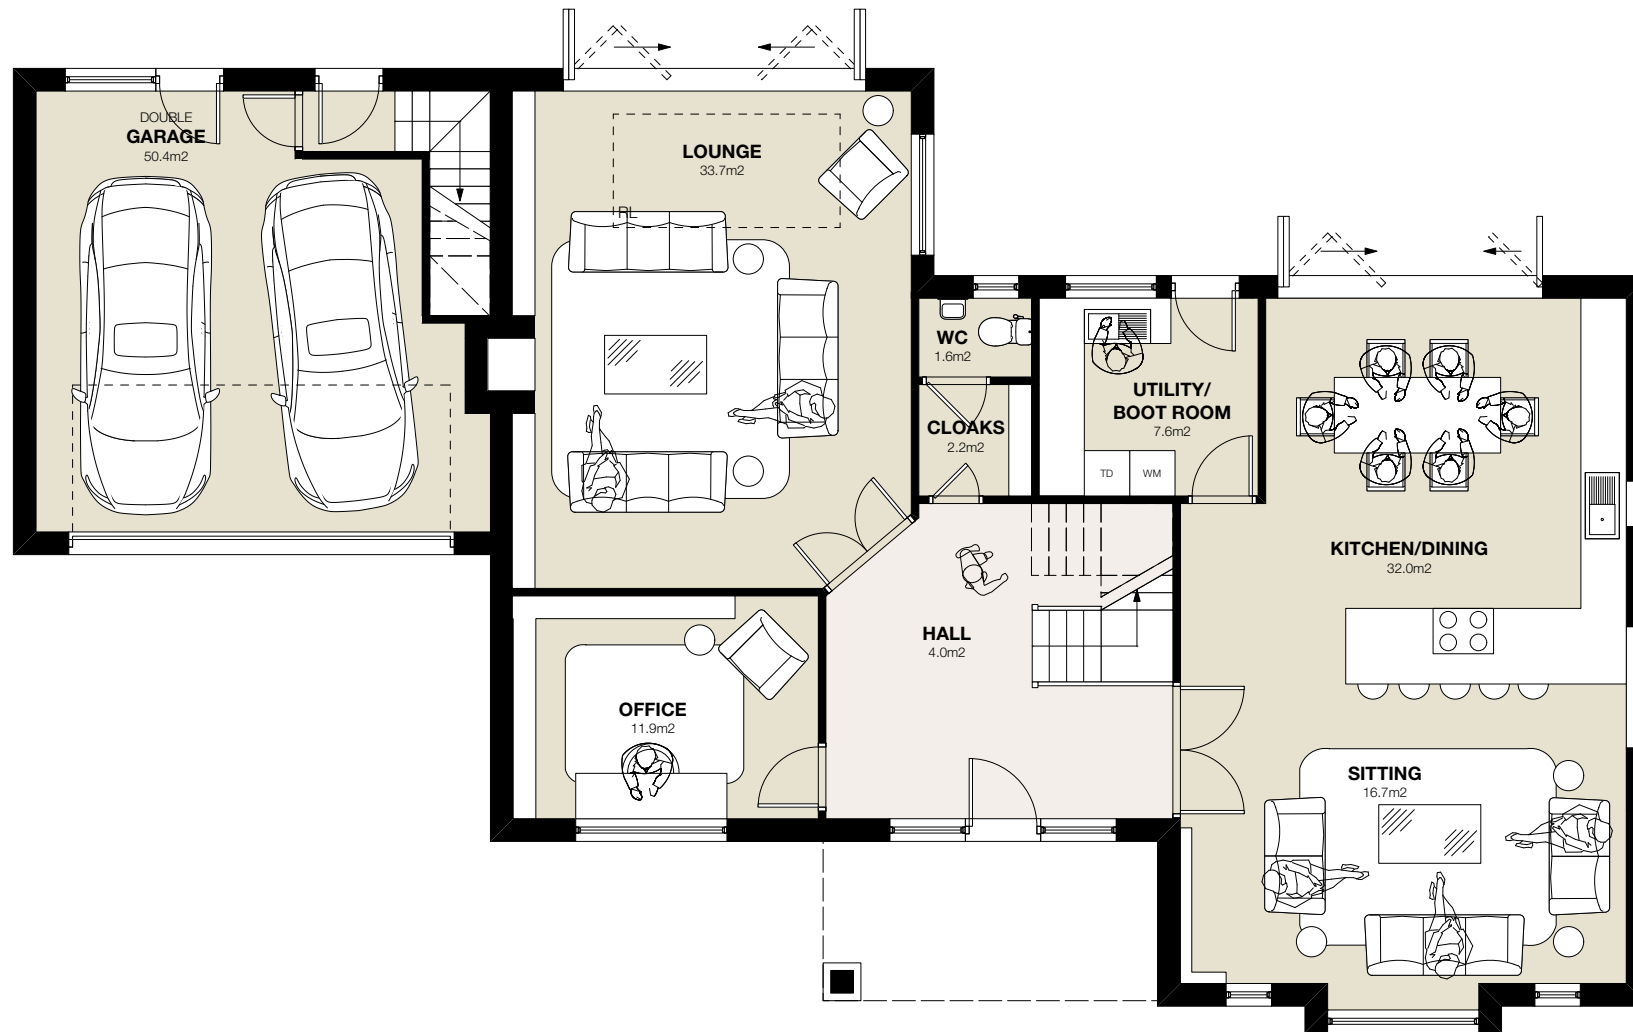 DOUBLE
GARAGE
50.4m2
LOUNGE
33.7m2
RL
WC
1.6m2
CLOAKS
2.2m2
UTILITY/
BOOT ROOM
7.6m2
TD
WM
KITCHEN/DINING
32.0m2
HALL
4.0m2
OFFICE
11.9m2
SITTING
16.7m2